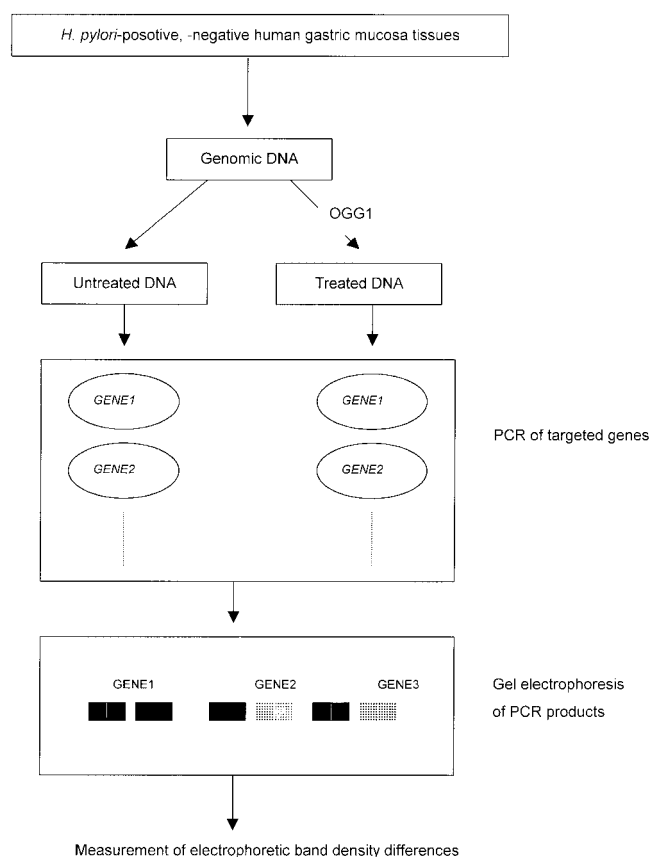 H. pylori-posotive, -negative human gastric mucosa tissues
Genomic DNA
OGG1
Untreated DNA
Treated DNA
GENE1
GENE1
GENE2
GENE2
PCR of targeted genes
GENE1
GENE2
GENE3
Gel electrophoresis
of PCR products
Measurement of electrophoretic band density differences